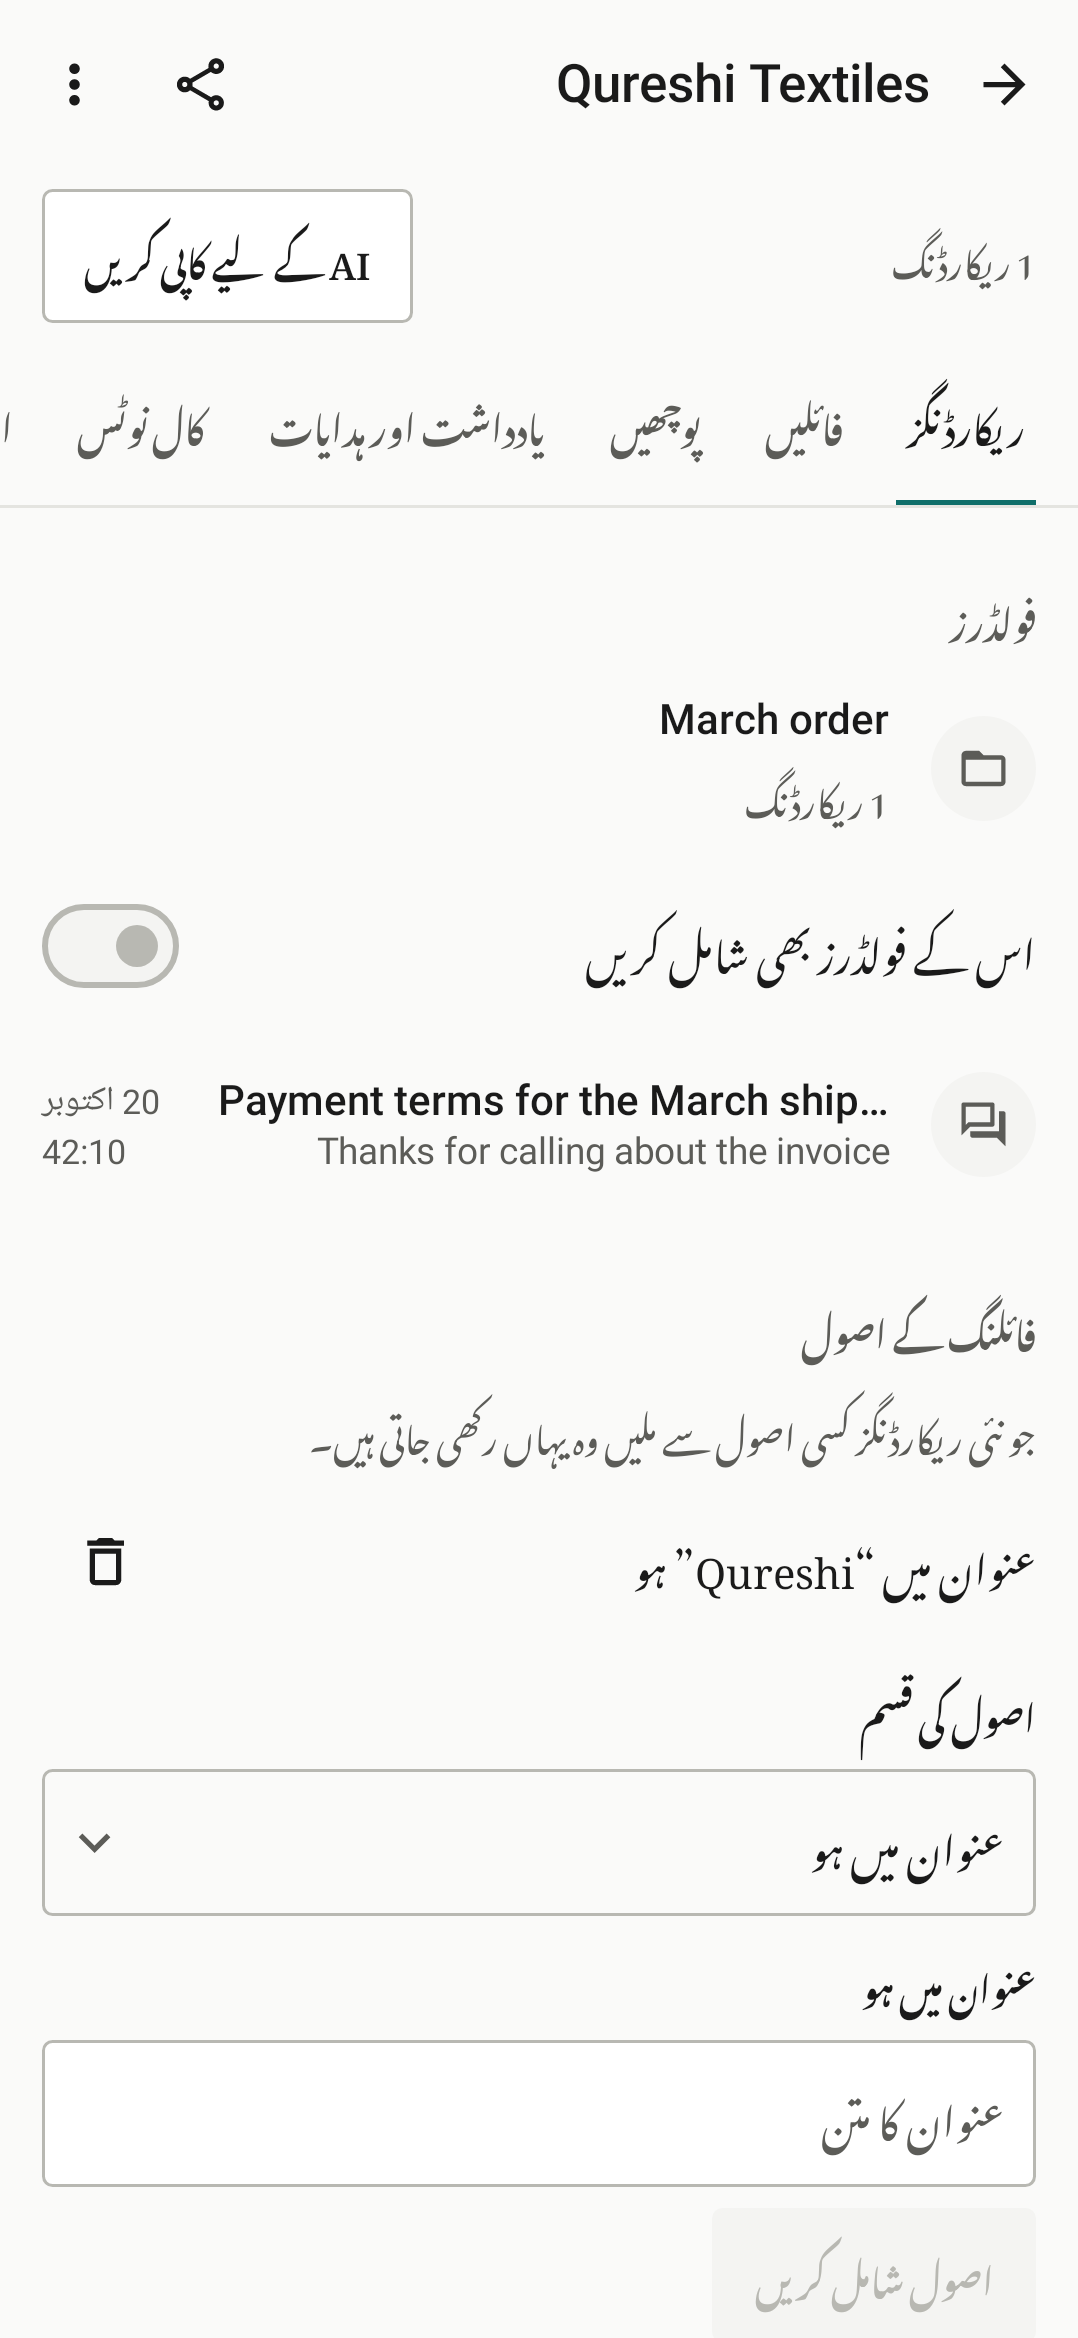 Qureshi Textiles
1 ریکارڈنگ
AI کے لیے کاپی کریں
ریکارڈنگز فائلیں پوچھیں یادداشت اور ہدایات کال نوٹس
فولڈرز
March order
1 ریکارڈنگ
اس کے فولڈرز بھی شامل کریں
Payment terms for the March ship…
20 اکتوبر
Thanks for calling about the invoice
42:10
فائلنگ کے اصول
جو نئی ریکارڈنگز کسی اصول سے ملیں وہ یہاں رکھی جاتی ہیں۔
عنوان میں “Qureshi” ہو
اصول کی قسم
عنوان میں ہو
عنوان میں ہو
عنوان کا متن
اصول شامل کریں